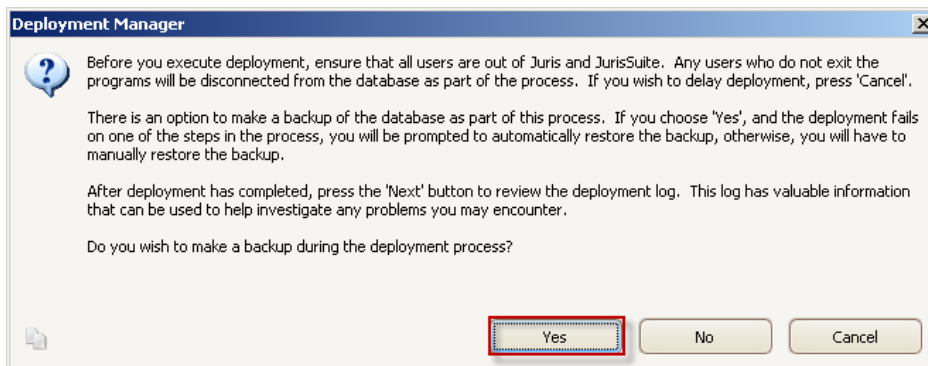 Deployment Manager
Before you execute deployment, ensure that all users are out of Juris and JurisSuite.  Any users who do not exit the
programs will be disconnected from the database as part of the process.  If you wish to delay deployment, press 'Cancel'.
There is an option to make a backup of the database as part of this process.  If you choose 'Yes', and the deployment fails
on one of the steps in the process, you will be prompted to automatically restore the backup, otherwise, you will have to
manually restore the backup.
After deployment has completed, press the 'Next' button to review the deployment log.  This log has valuable information
that can be used to help investigate any problems you may encounter.
Do you wish to make a backup during the deployment process?
Yes
No
Cancel